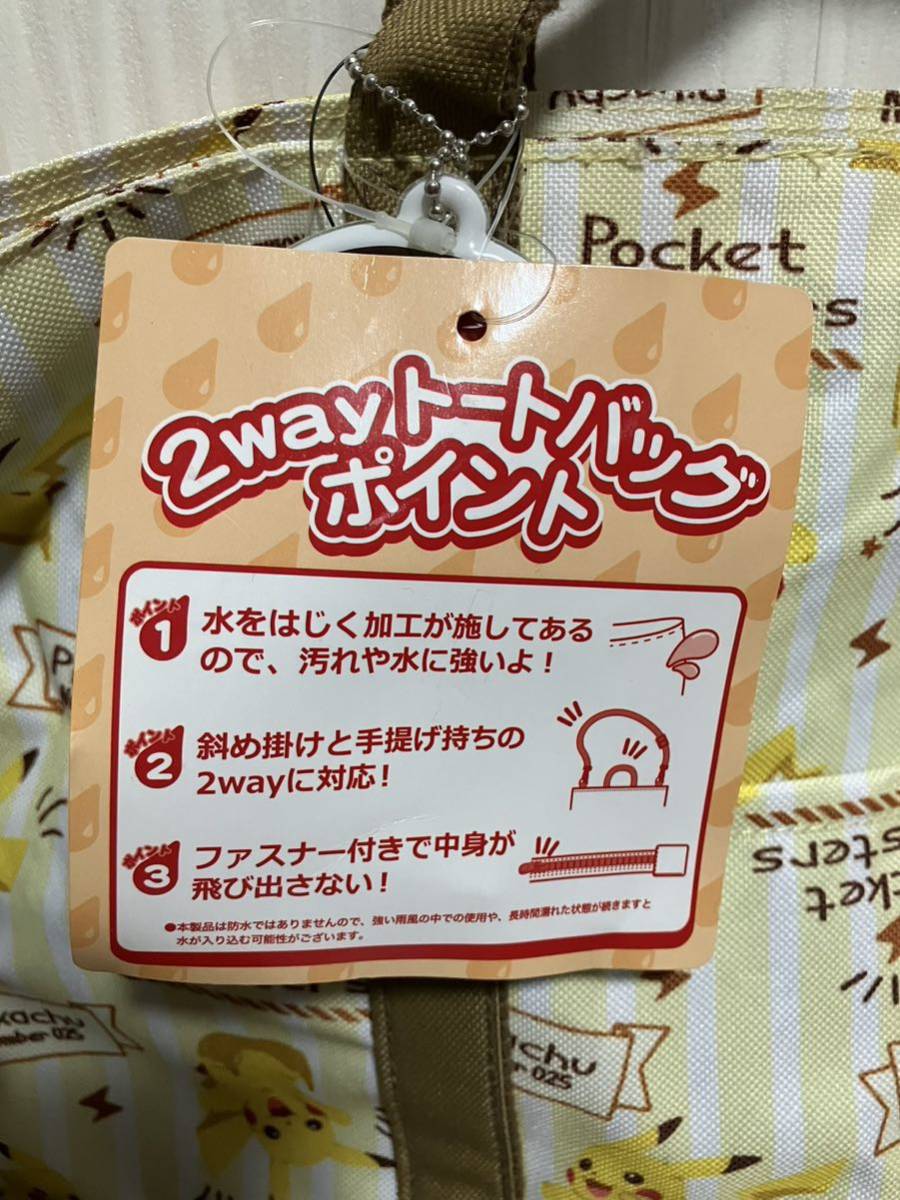 Pocket
2wayトートバッグ
ポイント
ポイント
1
水をはじく加工が施してある
ので、汚れや水に強いよ！
ポイント
2
斜め掛けと手提げ持ちの
2wayに対応！
ポイント
3
ファスナー付きで中身が
飛び出さない！
●本製品は防水ではありませんので、強い雨風の中での使用や、長時間濡れた状態が続きますと
水が入り込む可能性がございます。
sters
cket
kachu
mber 025
achu
r 025